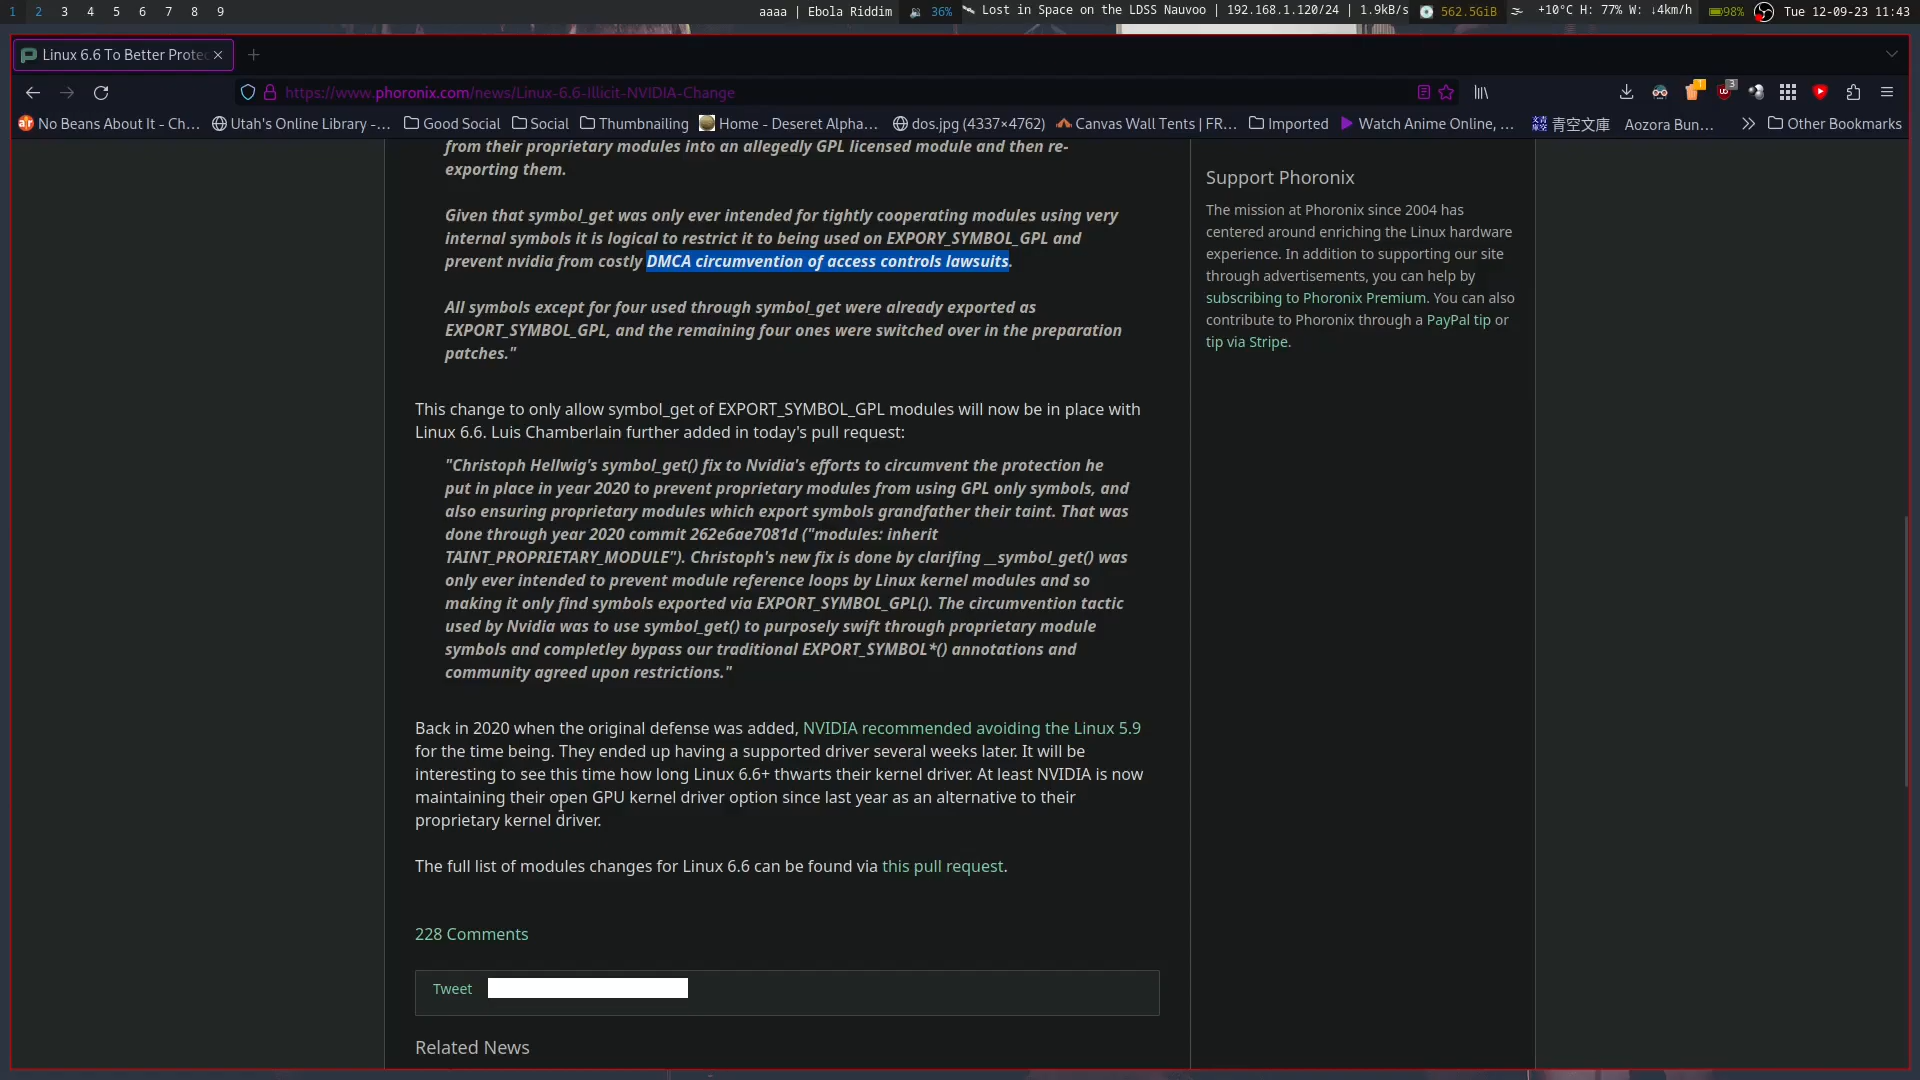 1 2 3 4 5 6 7 8 9
aaaa | Ebola Riddim
36%
Lost in Space on the LDSS Nauvoo | 192.168.1.120/24 | 1.9kB/s
562.5GiB
+10°C H: 77% W: ↓4km/h
98%
Tue 12-09-23 11:43
Linux 6.6 To Better Prote
https://www.phoronix.com/news/Linux-6.6-Illicit-NVIDIA-Change
No Beans About It - Ch...
Utah's Online Library -...
Good Social
Social
Thumbnailing
Home - Deseret Alpha...
dos.jpg (4337×4762)
Canvas Wall Tents | FR...
Imported
Watch Anime Online, ...
青空文庫
Aozora Bun...
Other Bookmarks
from their proprietary modules into an allegedly GPL licensed module and then re-
exporting them.
Given that symbol_get was only ever intended for tightly cooperating modules using very
internal symbols it is logical to restrict it to being used on EXPORY_SYMBOL_GPL and
prevent nvidia from costly DMCA circumvention of access controls lawsuits.
All symbols except for four used through symbol_get were already exported as
EXPORT_SYMBOL_GPL, and the remaining four ones were switched over in the preparation
patches."
This change to only allow symbol_get of EXPORT_SYMBOL_GPL modules will now be in place with
Linux 6.6. Luis Chamberlain further added in today's pull request:
"Christoph Hellwig's symbol_get() fix to Nvidia's efforts to circumvent the protection he
put in place in year 2020 to prevent proprietary modules from using GPL only symbols, and
also ensuring proprietary modules which export symbols grandfather their taint. That was
done through year 2020 commit 262e6ae7081d ("modules: inherit
TAINT_PROPRIETARY_MODULE"). Christoph's new fix is done by clarifing __symbol_get() was
only ever intended to prevent module reference loops by Linux kernel modules and so
making it only find symbols exported via EXPORT_SYMBOL_GPL(). The circumvention tactic
used by Nvidia was to use symbol_get() to purposely swift through proprietary module
symbols and completley bypass our traditional EXPORT_SYMBOL*() annotations and
community agreed upon restrictions."
Back in 2020 when the original defense was added, NVIDIA recommended avoiding the Linux 5.9
for the time being. They ended up having a supported driver several weeks later. It will be
interesting to see this time how long Linux 6.6+ thwarts their kernel driver. At least NVIDIA is now
maintaining their open GPU kernel driver option since last year as an alternative to their
proprietary kernel driver.
The full list of modules changes for Linux 6.6 can be found via this pull request.
228 Comments
Tweet
Related News
Support Phoronix
The mission at Phoronix since 2004 has
centered around enriching the Linux hardware
experience. In addition to supporting our site
through advertisements, you can help by
subscribing to Phoronix Premium. You can also
contribute to Phoronix through a PayPal tip or
tip via Stripe.